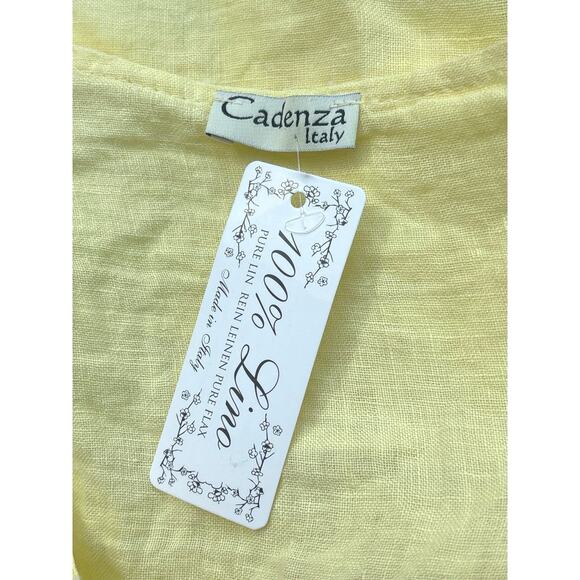 Cadenza
Italy
100% Lino
PURE LIN REIN LEINEN PURE FLAX
Made in Italy